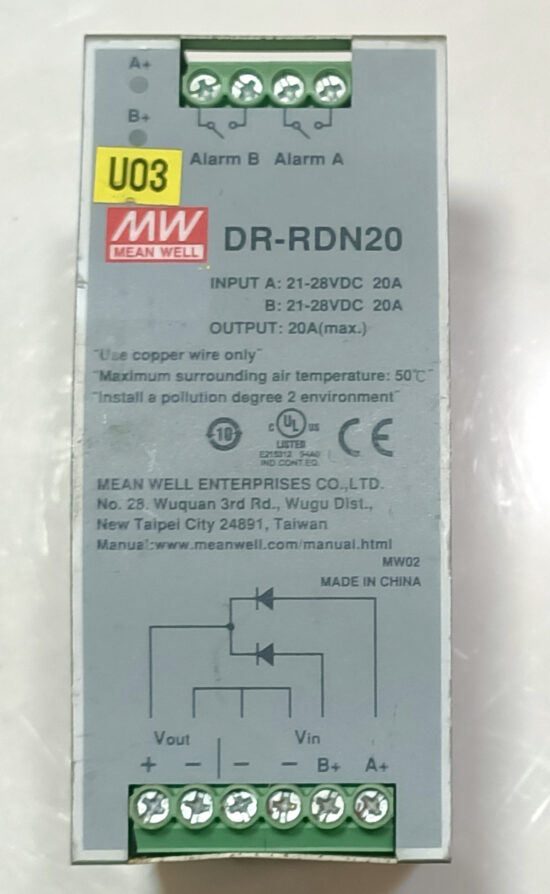 A+
B+
Alarm B Alarm A
U03
MW
MEAN WELL
DR-RDN20
INPUT A: 21-28VDC 20A
B: 21-28VDC 20A
OUTPUT: 20A(max.)
"Use copper wire only"
"Maximum surrounding air temperature: 50℃"
"Install a pollution degree 2 environment"
10
c UL us
LISTED
IND.CONT.EQ.
CE
MEAN WELL ENTERPRISES CO.,LTD.
No. 28, Wuquan 3rd Rd., Wugu Dist.,
New Taipei City 24891, Taiwan
Manual:www.meanwell.com/manual.html
MW02
MADE IN CHINA
Vout Vin
+ − − − B+ A+